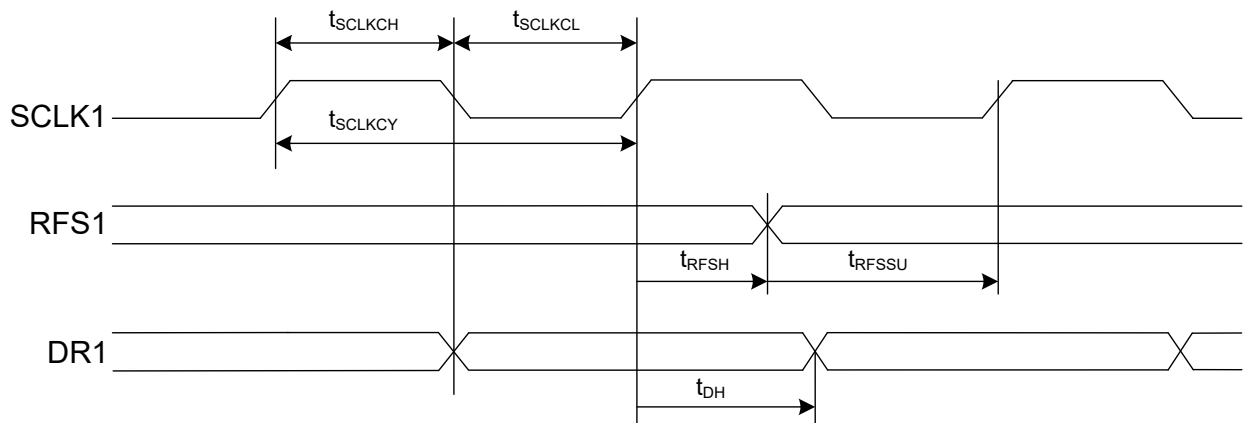 tSCLKCH tSCLKCL
SCLK1
tSCLKCY
RFS1
tRFSH tRFSSU
DR1
tDH